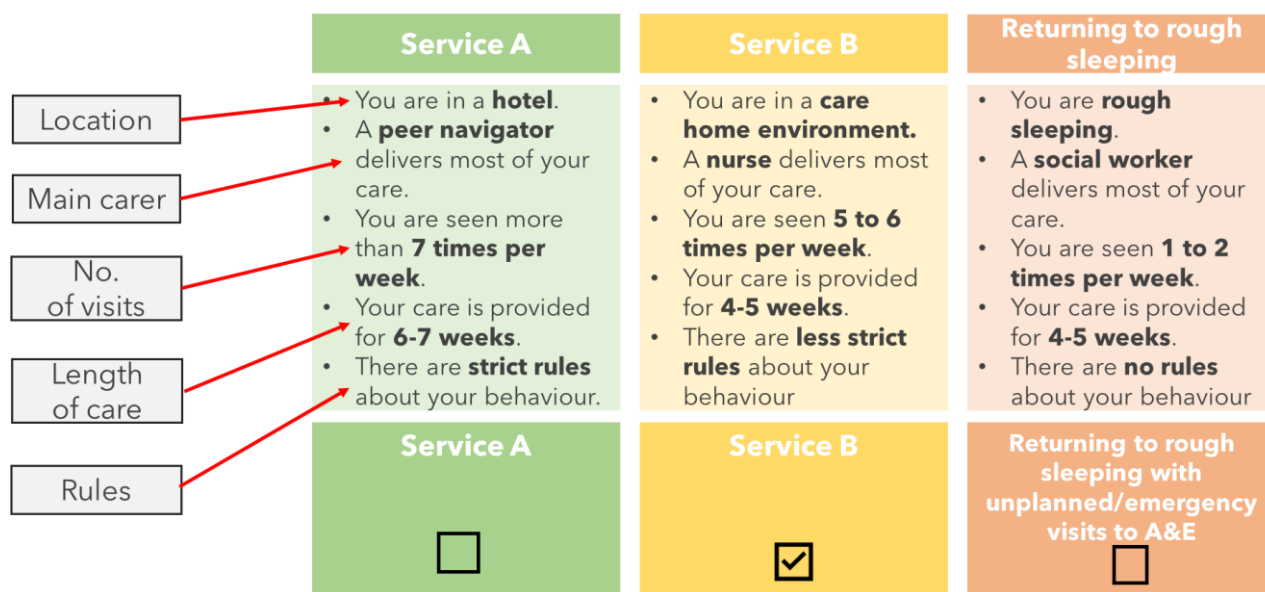 Service A
Service B
Returning to rough
sleeping
Location
Main carer
No.
of visits
Length
of care
Rules
• You are in a hotel.
• A peer navigator
delivers most of your
care.
• You are seen more
than 7 times per
week.
• Your care is provided
for 6-7 weeks.
• There are strict rules
about your behaviour.
• You are in a care
home environment.
• A nurse delivers most
of your care.
• You are seen 5 to 6
times per week.
• Your care is provided
for 4-5 weeks.
• There are less strict
rules about your
behaviour
• You are rough
sleeping.
• A social worker
delivers most of your
care.
• You are seen 1 to 2
times per week.
• Your care is provided
for 4-5 weeks.
• There are no rules
about your behaviour
Service A
Service B
Returning to rough
sleeping with
unplanned/emergency
visits to A&E